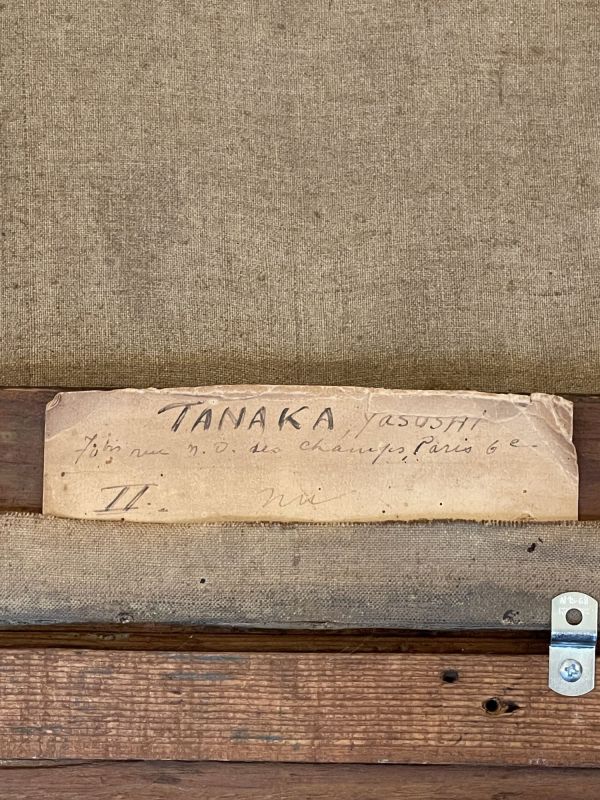 TANAKA, YASUSHI
7bis rue N. D. des champs, Paris 6e
II. nu